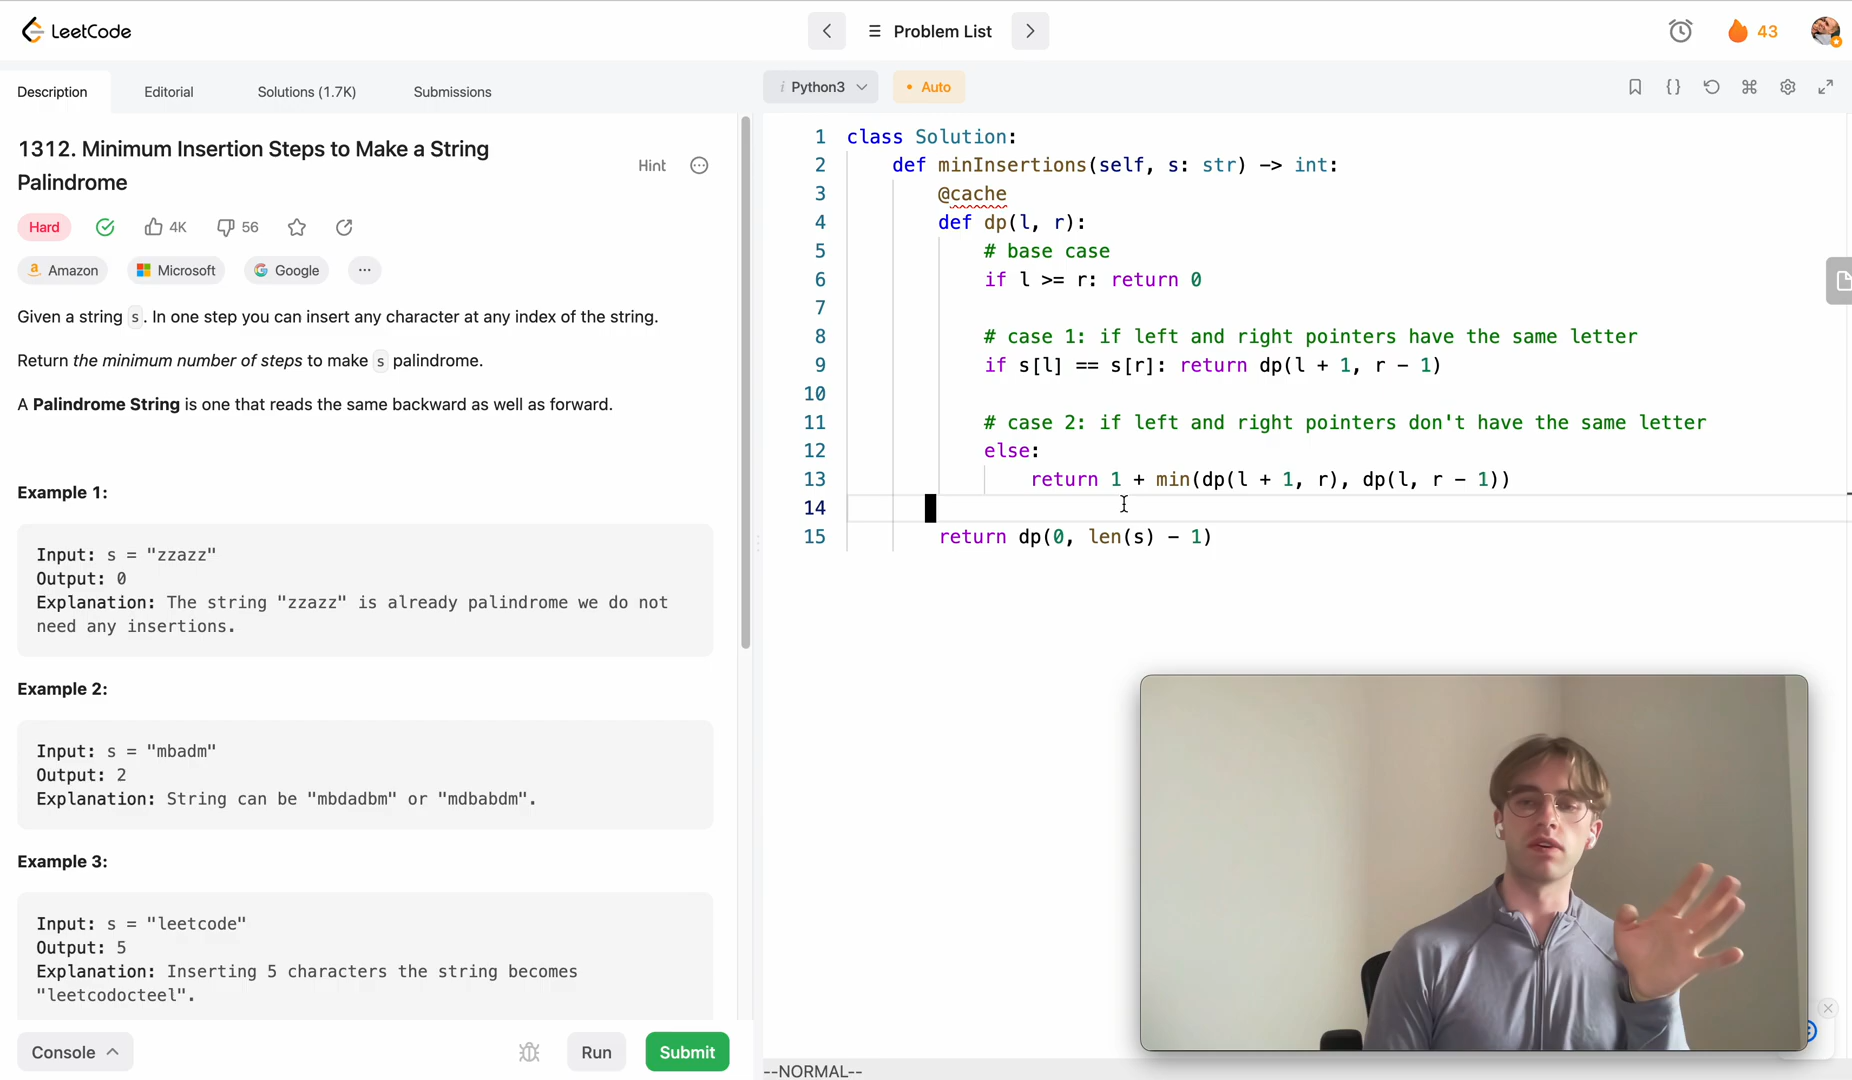 LeetCode
Problem List
43
Description
Editorial
Solutions (1.7K)
Submissions
i Python3
• Auto
1312. Minimum Insertion Steps to Make a String
Palindrome
Hint
Hard
4K
56
Amazon
Microsoft
Google
...
Given a string s. In one step you can insert any character at any index of the string.
Return the minimum number of steps to make s palindrome.
A Palindrome String is one that reads the same backward as well as forward.
Example 1:
Input: s = "zzazz"
Output: 0
Explanation: The string "zzazz" is already palindrome we do not
need any insertions.
Example 2:
Input: s = "mbadm"
Output: 2
Explanation: String can be "mbdadbm" or "mdbabdm".
Example 3:
Input: s = "leetcode"
Output: 5
Explanation: Inserting 5 characters the string becomes
"leetcodocteel".
Console
Run
Submit
1 class Solution:
2 def minInsertions(self, s: str) -> int:
3 @cache
4 def dp(l, r):
5 # base case
6 if l >= r: return 0
7
8 # case 1: if left and right pointers have the same letter
9 if s[l] == s[r]: return dp(l + 1, r - 1)
10
11 # case 2: if left and right pointers don't have the same letter
12 else:
13 return 1 + min(dp(l + 1, r), dp(l, r - 1))
14
15 return dp(0, len(s) - 1)
--NORMAL--